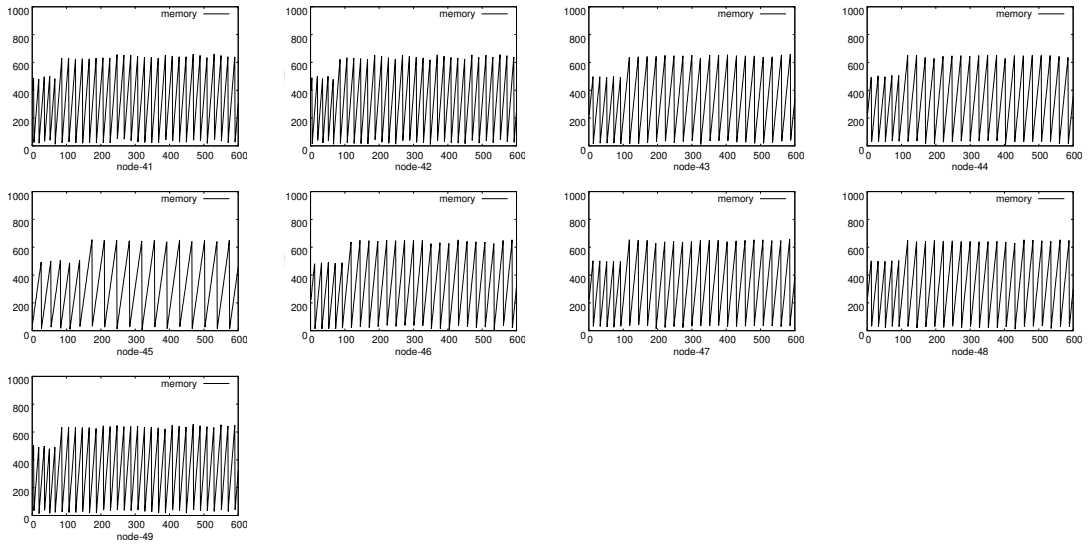 1000 memory 1000 memory 1000 memory 1000 memory
800 800 800 800
600 600 600 600
400 400 400 400
200 200 200 200
0 0 0 0
0 100 200 300 400 500 600 0 100 200 300 400 500 600 0 100 200 300 400 500 600 0 100 200 300 400 500 600
node-41 node-42 node-43 node-44
1000 memory 1000 memory 1000 memory 1000 memory
800 800 800 800
600 600 600 600
400 400 400 400
200 200 200 200
0 0 0 0
0 100 200 300 400 500 600 0 100 200 300 400 500 600 0 100 200 300 400 500 600 0 100 200 300 400 500 600
node-45 node-46 node-47 node-48
1000 memory
800
600
400
200
0
0 100 200 300 400 500 600
node-49